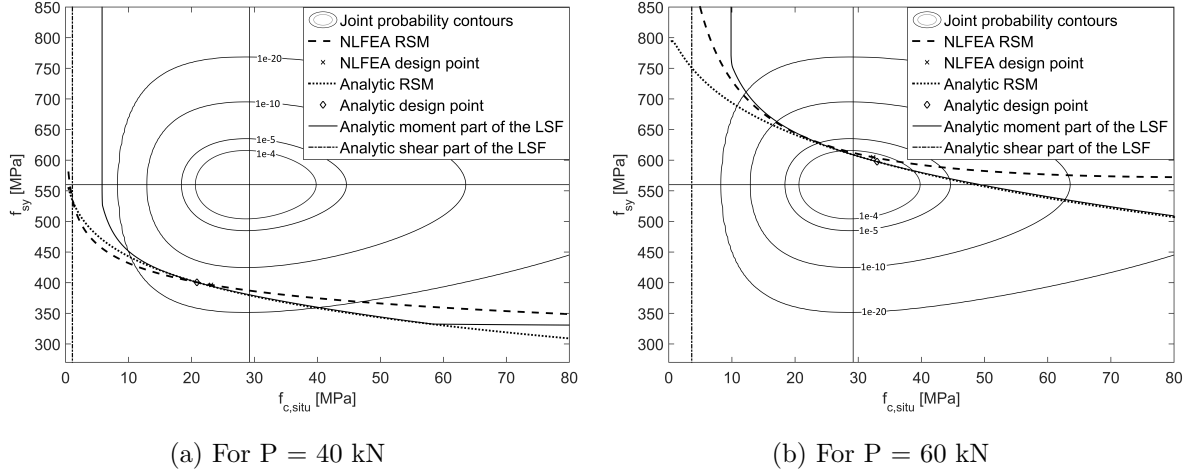 850
800
750
700
650
600
550
500
450
400
350
300
f_sy [MPa]
0 10 20 30 40 50 60 70 80
f_c,situ [MPa]
1e-20
1e-10
1e-5
1e-4
Joint probability contours
NLFEA RSM
NLFEA design point
Analytic RSM
Analytic design point
Analytic moment part of the LSF
Analytic shear part of the LSF
(a) For P = 40 kN
850
800
750
700
650
600
550
500
450
400
350
300
f_sy [MPa]
0 10 20 30 40 50 60 70 80
f_c,situ [MPa]
Joint probability contours
NLFEA RSM
NLFEA design point
Analytic RSM
Analytic design point
Analytic moment part of the LSF
Analytic shear part of the LSF
1e-4
1e-5
1e-10
1e-20
(b) For P = 60 kN